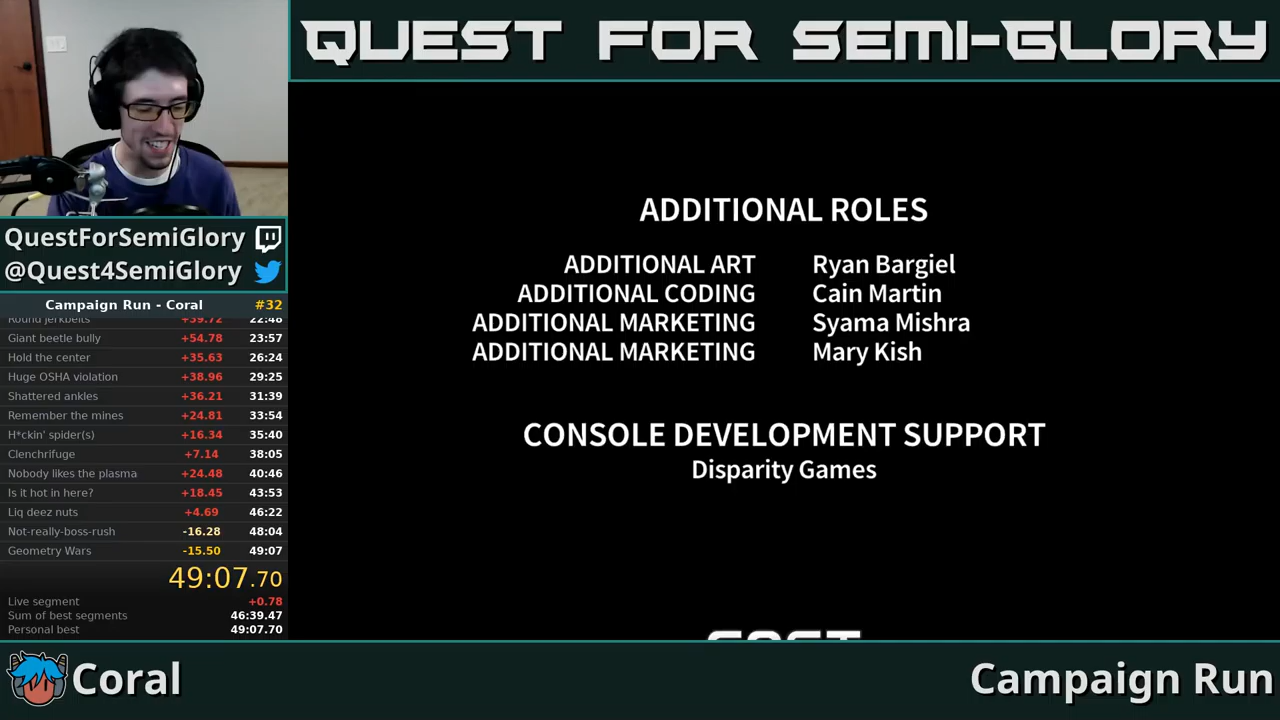 QUEST FOR SEMI-GLORY
QuestForSemiGlory
@Quest4SemiGlory
Campaign Run - Coral #32
Round jerkbelts +39.72 22:46
Giant beetle bully +54.78 23:57
Hold the center +35.63 26:24
Huge OSHA violation +38.96 29:25
Shattered ankles +36.21 31:39
Remember the mines +24.81 33:54
H*ckin' spider(s) +16.34 35:40
Clenchrifuge +7.14 38:05
Nobody likes the plasma +24.48 40:46
Is it hot in here? +18.45 43:53
Liq deez nuts +4.69 46:22
Not-really-boss-rush -16.28 48:04
Geometry Wars -15.50 49:07
49:07.70
Live segment +0.78
Sum of best segments 46:39.47
Personal best 49:07.70
ADDITIONAL ROLES
ADDITIONAL ART Ryan Bargiel
ADDITIONAL CODING Cain Martin
ADDITIONAL MARKETING Syama Mishra
ADDITIONAL MARKETING Mary Kish
CONSOLE DEVELOPMENT SUPPORT
Disparity Games
Coral
Campaign Run